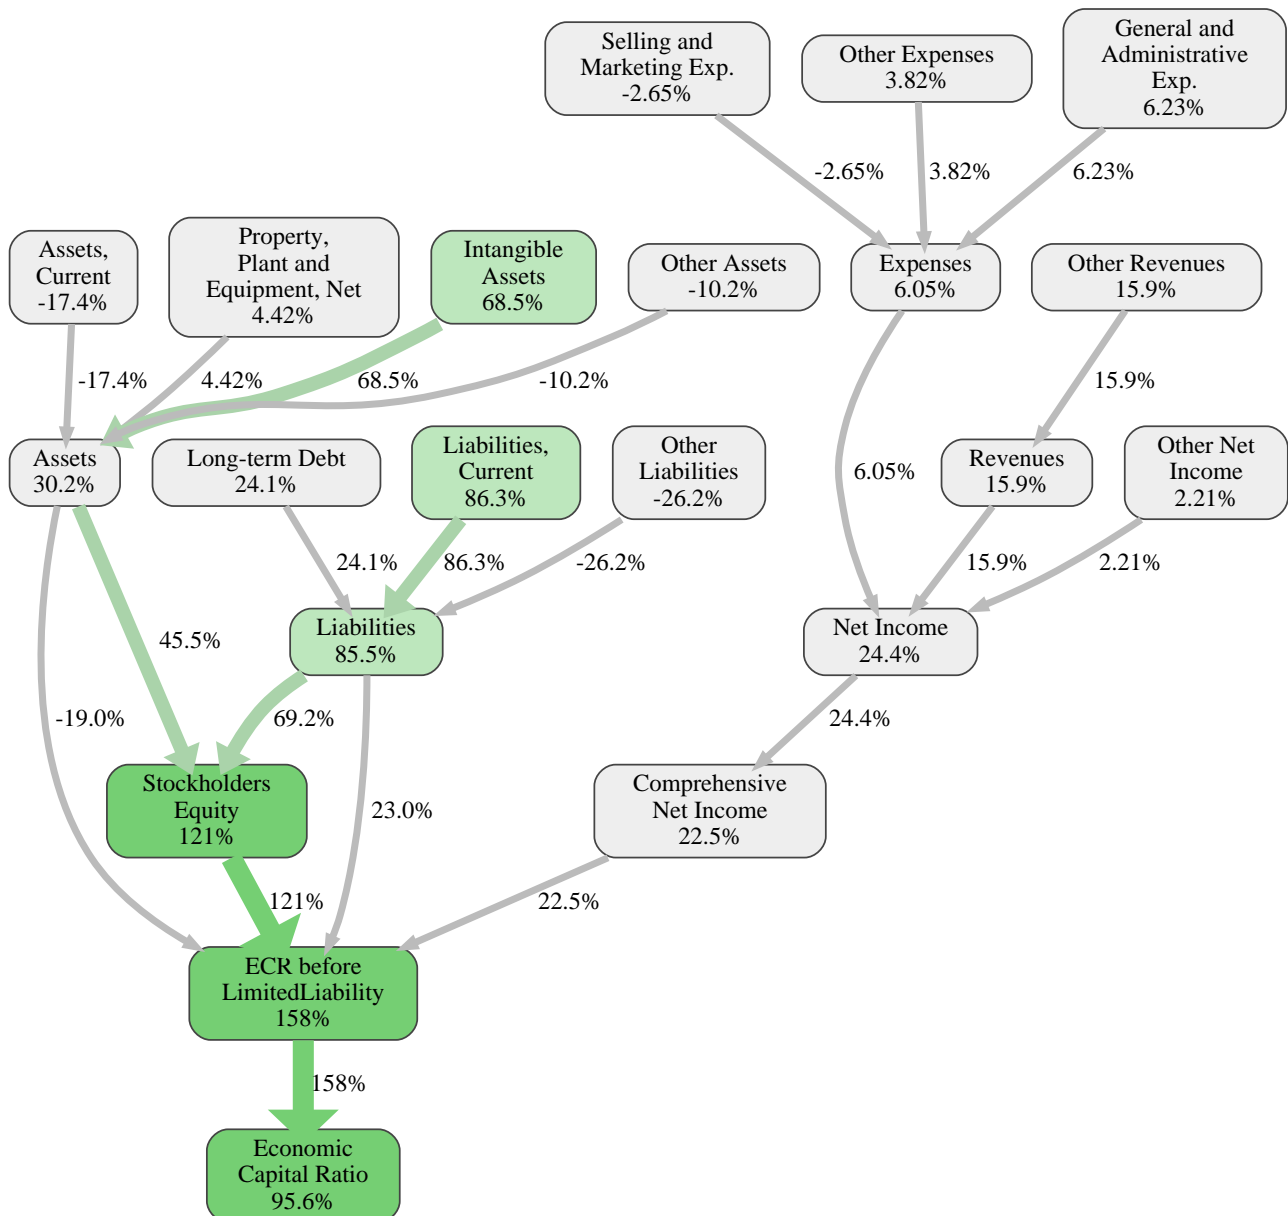 Selling and
Marketing Exp.
-2.65%
Other Expenses
3.82%
General and
Administrative
Exp.
6.23%
-2.65%
3.82%
6.23%
Assets,
Current
-17.4%
Property,
Plant and
Equipment, Net
4.42%
Intangible
Assets
68.5%
Other Assets
-10.2%
Expenses
6.05%
Other Revenues
15.9%
-17.4%
4.42%
68.5%
-10.2%
15.9%
Assets
30.2%
Long-term Debt
24.1%
Liabilities,
Current
86.3%
Other
Liabilities
-26.2%
6.05%
Revenues
15.9%
Other Net
Income
2.21%
24.1%
86.3%
-26.2%
15.9%
2.21%
45.5%
Liabilities
85.5%
Net Income
24.4%
-19.0%
69.2%
24.4%
Stockholders
Equity
121%
23.0%
Comprehensive
Net Income
22.5%
121%
22.5%
ECR before
LimitedLiability
158%
158%
Economic
Capital Ratio
95.6%